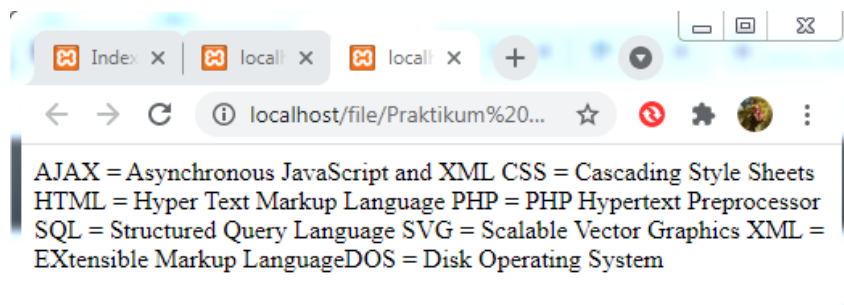 Index localh localh
localhost/file/Praktikum%20...
AJAX = Asynchronous JavaScript and XML CSS = Cascading Style Sheets
HTML = Hyper Text Markup Language PHP = PHP Hypertext Preprocessor
SQL = Structured Query Language SVG = Scalable Vector Graphics XML =
EXtensible Markup LanguageDOS = Disk Operating System